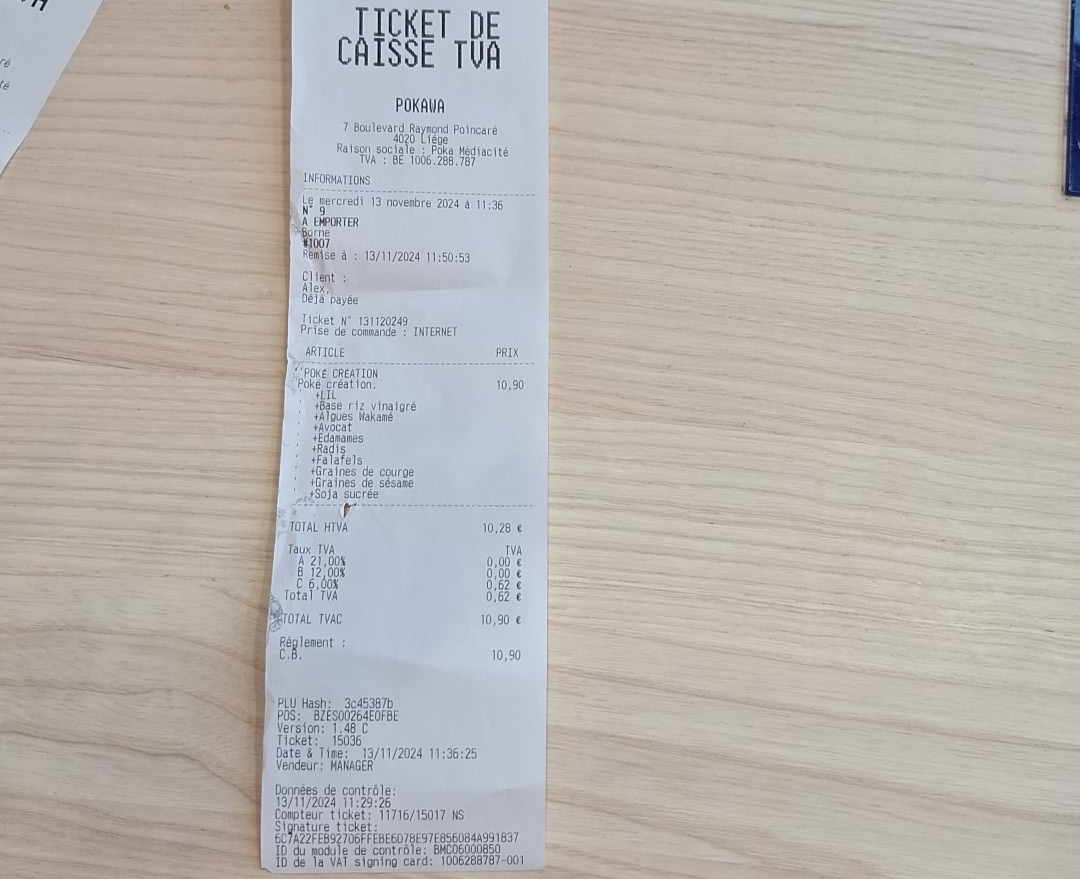 TICKET DE
CAISSE TVA
POKAWA
7 Boulevard Raymond Poincaré
4020 Liége
Raison sociale : Poka Médiacité
TVA : BE 1006.288.787
INFORMATIONS
Le mercredi 13 novembre 2024 à 11:36
N° 9
A EMPORTER
Borne
#1007
Remise à : 13/11/2024 11:50:53
Client :
Alex.
Déjà payée
Ticket N° 131120249
Prise de commande : INTERNET
ARTICLE PRIX
POKE CREATION
Poké création. 10,90
+LIL
+Base riz vinaigré
+Algues Wakamé
+Avocat
+Edamames
+Radis
+Falafels
+Graines de courge
+Graines de sésame
+Soja sucrée
TOTAL HTVA 10,28 €
Taux TVA TVA
A 21,00% 0,00 €
B 12,00% 0,00 €
C 6,00% 0,62 €
Total TVA 0,62 €
TOTAL TVAC 10,90 €
Règlement :
C.B. 10,90
PLU Hash: 3c45387b
POS: BZES00264E0FBE
Version: 1.48 C
Ticket: 15036
Date & Time: 13/11/2024 11:36:25
Vendeur: MANAGER
Données de contrôle:
13/11/2024 11:29:26
Compteur ticket: 11716/15017 NS
Signature ticket:
6C7A22FEB92706FFEBE6D78E97E856084A991837
ID du module de contrôle: BMC06000850
ID de la VAT signing card: 1006288787-001